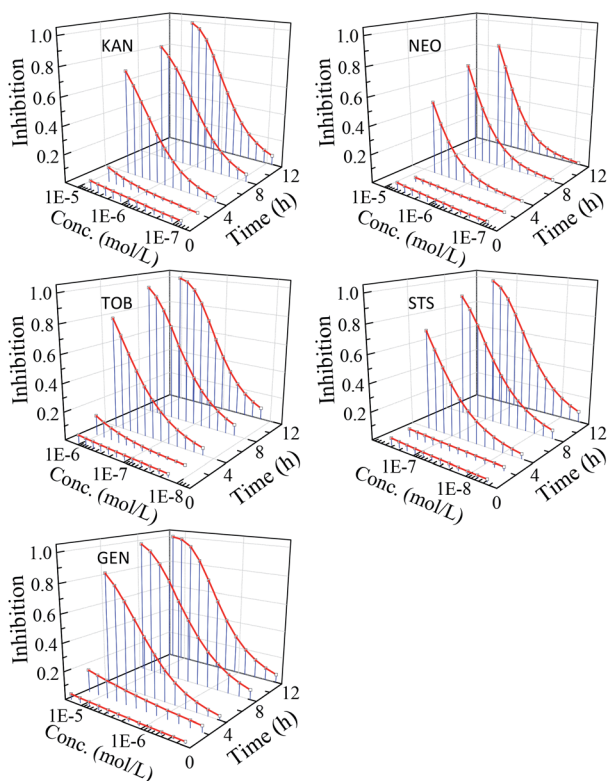 1.0
0.8
0.6
0.4
0.2
Inhibition
KAN
1E-5
1E-6
1E-7
Conc. (mol/L)
0
4
8
12
Time (h)
1.0
0.8
0.6
0.4
0.2
Inhibition
NEO
1E-5
1E-6
1E-7
Conc. (mol/L)
0
4
8
12
Time (h)
1.0
0.8
0.6
0.4
0.2
Inhibition
TOB
1E-6
1E-7
1E-8
Conc. (mol/L)
0
4
8
12
Time (h)
1.0
0.8
0.6
0.4
0.2
Inhibition
STS
1E-7
1E-8
Conc. (mol/L)
0
4
8
12
Time (h)
1.0
0.8
0.6
0.4
0.2
Inhibition
GEN
1E-5
1E-6
Conc. (mol/L)
0
4
8
12
Time (h)